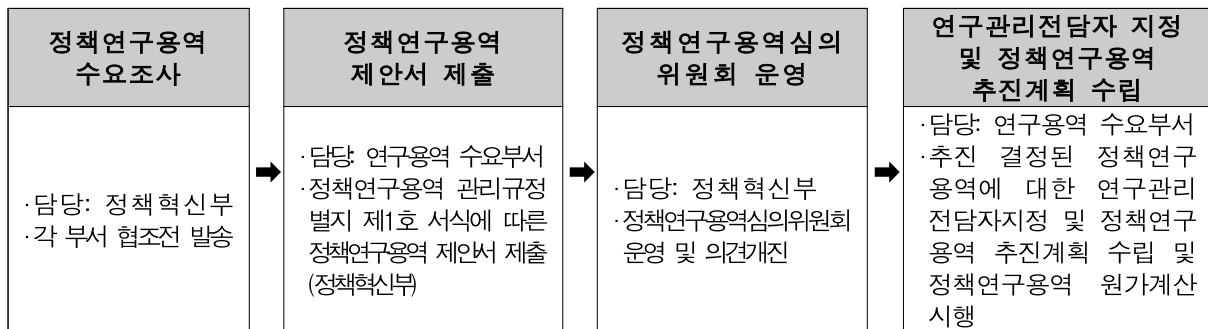 정책연구용역
수요조사
·담당: 정책혁신부
·각 부서 협조전 발송
정책연구용역
제안서 제출
·담당: 연구용역 수요부서
·정책연구용역 관리규정
별지 제1호 서식에 따른
정책연구용역 제안서 제출
(정책혁신부)
정책연구용역심의
위원회 운영
·담당: 정책혁신부
·정책연구용역심의위원회
운영 및 의견개진
연구관리전담자 지정
및 정책연구용역
추진계획 수립
·담당: 연구용역 수요부서
·추진 결정된 정책연구
용역에 대한 연구관리
전담자지정 및 정책연구
용역 추진계획 수립 및
정책연구용역 원가계산
시행